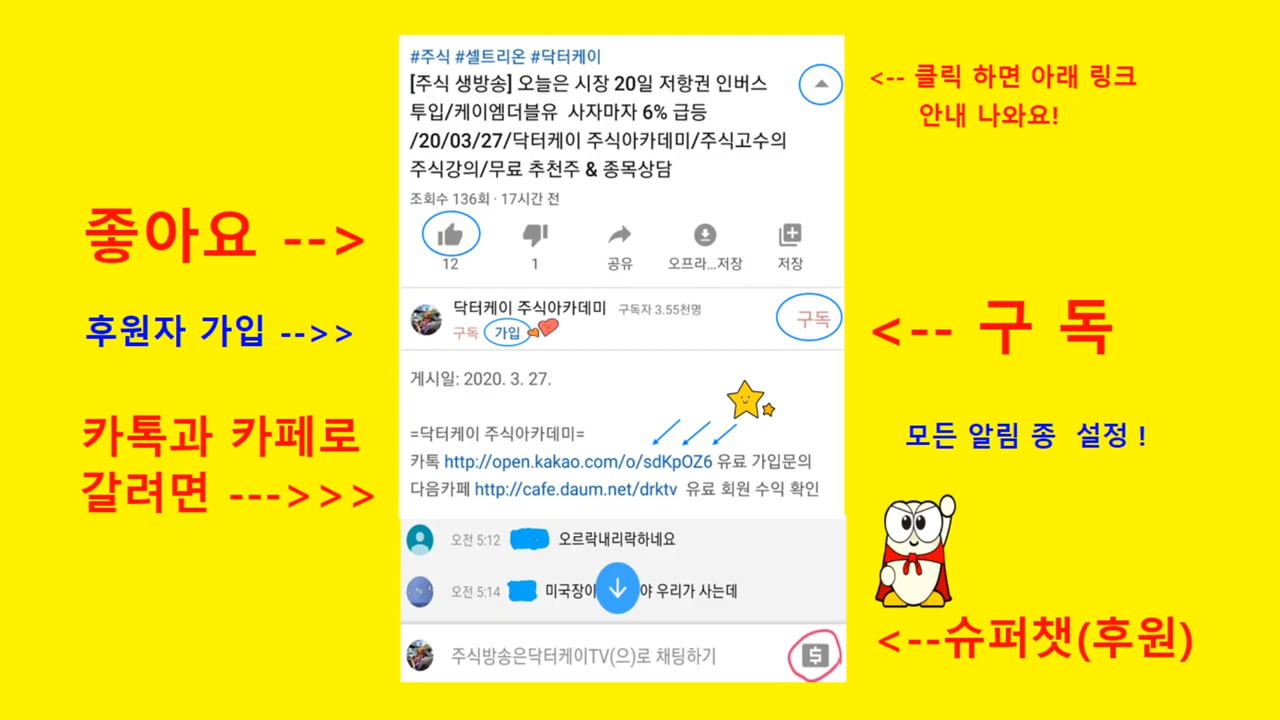 #주식 #셀트리온 #닥터케이
[주식 생방송] 오늘은 시장 20일 저항권 인버스
투입/케이엠더블유 사자마자 6% 급등
/20/03/27/닥터케이 주식아카데미/주식고수의
주식강의/무료 추천주 & 종목상담
조회수 136회 · 17시간 전
<-- 클릭 하면 아래 링크
안내 나와요!
좋아요 -->
12
1
공유
오프라...저장
저장
후원자 가입 -->>
닥터케이 주식아카데미 구독자 3.55천명
구독 가입
구독
<-- 구 독
게시일: 2020. 3. 27.
카톡과 카페로
갈려면 --->>>
=닥터케이 주식아카데미=
카톡 http://open.kakao.com/o/sdKpOZ6 유료 가입문의
다음카페 http://cafe.daum.net/drktv 유료 회원 수익 확인
모든 알림 종 설정 !
오전 5:12 오르락내리락하네요
오전 5:14 미국장이 야 우리가 사는데
주식방송은닥터케이TV(으)로 채팅하기
$
<--슈퍼챗(후원)